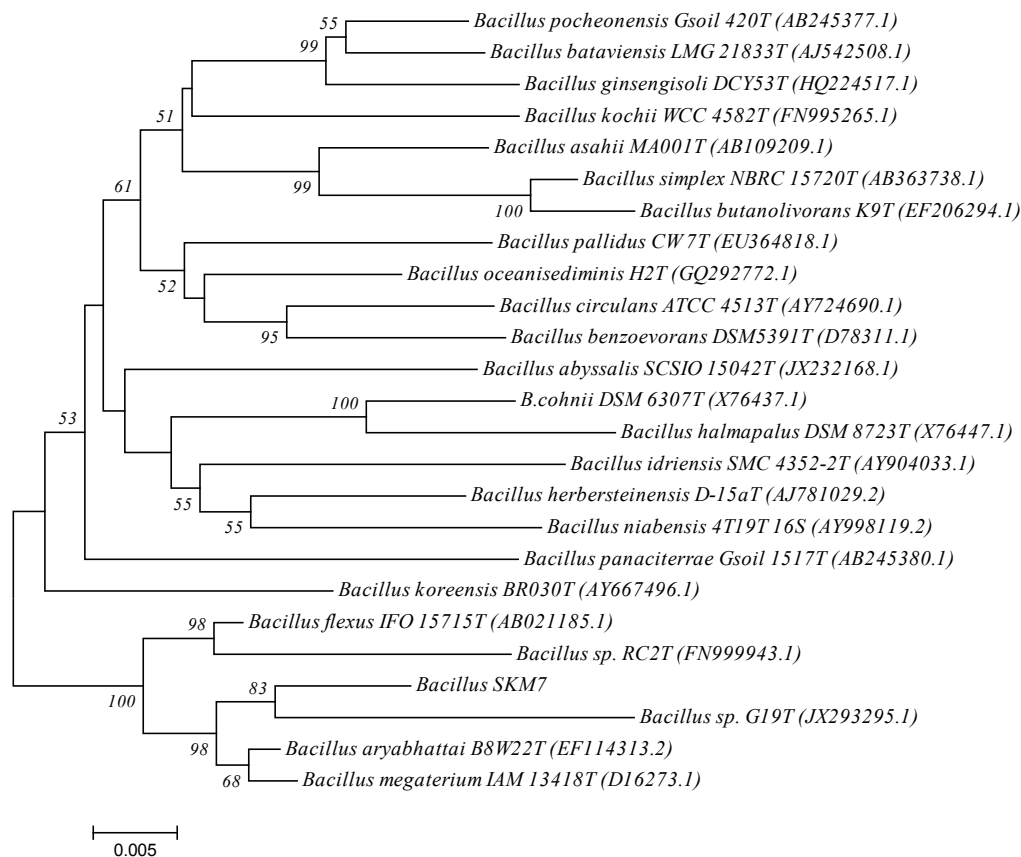 55
Bacillus pocheonensis Gsoil 420T (AB245377.1)
99
Bacillus bataviensis LMG 21833T (AJ542508.1)
Bacillus ginsengisoli DCY53T (HQ224517.1)
51
Bacillus kochii WCC 4582T (FN995265.1)
Bacillus asahii MA001T (AB109209.1)
61
99
Bacillus simplex NBRC 15720T (AB363738.1)
100
Bacillus butanolivorans K9T (EF206294.1)
Bacillus pallidus CW 7T (EU364818.1)
52
Bacillus oceanisediminis H2T (GQ292772.1)
Bacillus circulans ATCC 4513T (AY724690.1)
95
Bacillus benzoevorans DSM5391T (D78311.1)
Bacillus abyssalis SCSIO 15042T (JX232168.1)
53
100
B.cohnii DSM 6307T (X76437.1)
Bacillus halmapalus DSM 8723T (X76447.1)
Bacillus idriensis SMC 4352-2T (AY904033.1)
55
Bacillus herbersteinensis D-15aT (AJ781029.2)
55
Bacillus niabensis 4T19T 16S (AY998119.2)
Bacillus panaciterrae Gsoil 1517T (AB245380.1)
Bacillus koreensis BR030T (AY667496.1)
98
Bacillus flexus IFO 15715T (AB021185.1)
Bacillus sp. RC2T (FN999943.1)
100
83
Bacillus SKM7
Bacillus sp. G19T (JX293295.1)
98
Bacillus aryabhattai B8W22T (EF114313.2)
68
Bacillus megaterium IAM 13418T (D16273.1)
0.005